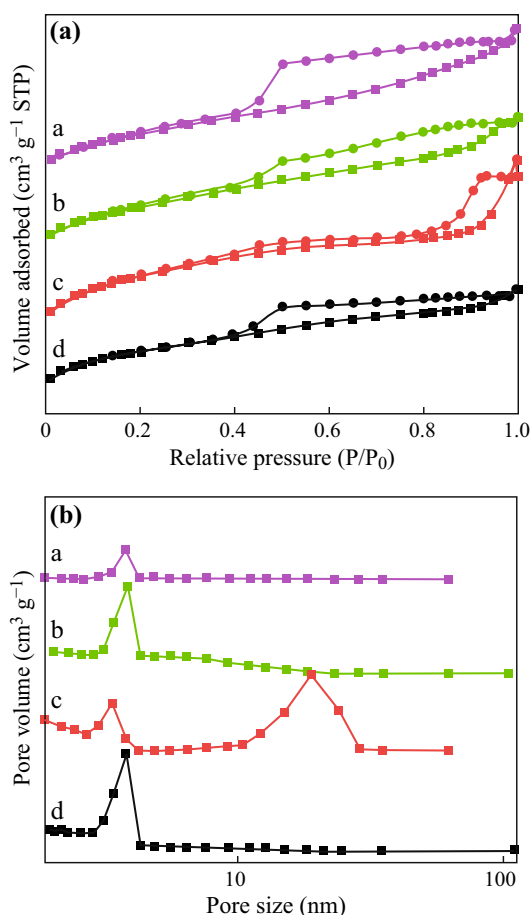 (a)
Volume adsorbed (cm³ g⁻¹ STP)
a
b
c
d
0 0.2 0.4 0.6 0.8 1.0
Relative pressure (P/P₀)
(b)
Pore volume (cm³ g⁻¹)
a
b
c
d
10 100
Pore size (nm)